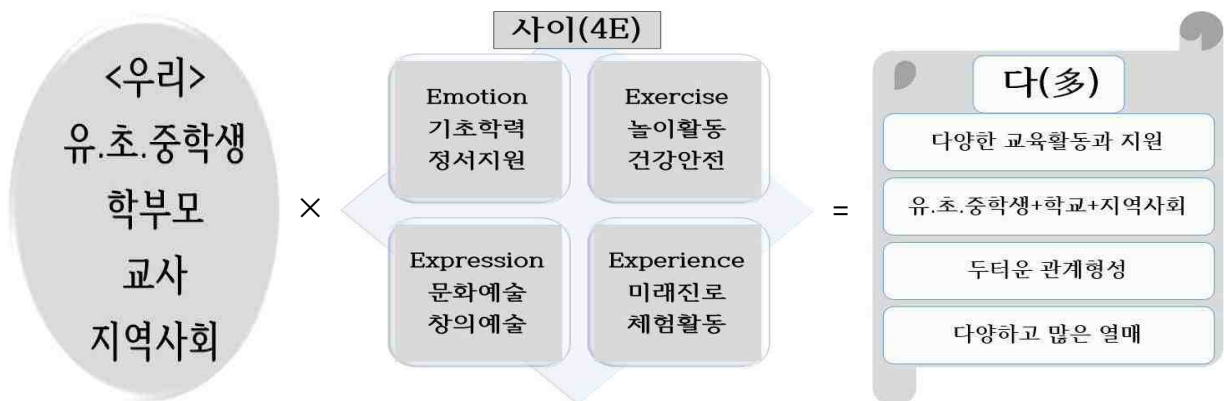 <우리>
유.초.중학생
학부모
교사
지역사회
×
사이(4E)
Emotion
기초학력
정서지원
Exercise
놀이활동
건강안전
Expression
문화예술
창의예술
Experience
미래진로
체험활동
=
다(多)
다양한 교육활동과 지원
유.초.중학생+학교+지역사회
두터운 관계형성
다양하고 많은 열매